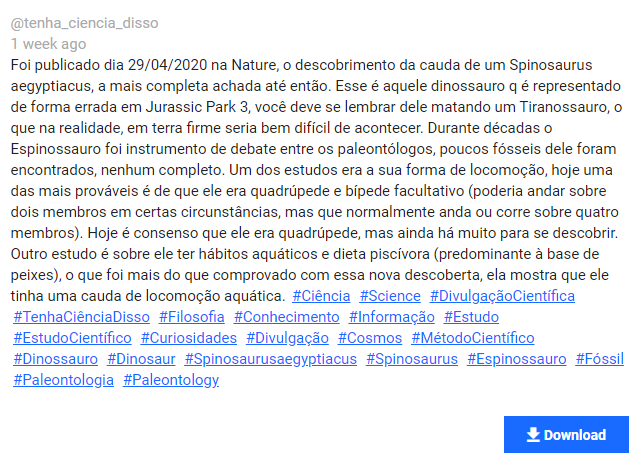 @tenha_ciencia_disso
1 week ago
Foi publicado dia 29/04/2020 na Nature, o descobrimento da cauda de um Spinosaurus
aegyptiacus, a mais completa achada até então. Esse é aquele dinossauro q é representado
de forma errada em Jurassic Park 3, você deve se lembrar dele matando um Tiranossauro, o
que na realidade, em terra firme seria bem difícil de acontecer. Durante décadas o
Espinossauro foi instrumento de debate entre os paleontólogos, poucos fósseis dele foram
encontrados, nenhum completo. Um dos estudos era a sua forma de locomoção, hoje uma
das mais prováveis é de que ele era quadrúpede e bípede facultativo (poderia andar sobre
dois membros em certas circunstâncias, mas que normalmente anda ou corre sobre quatro
membros). Hoje é consenso que ele era quadrúpede, mas ainda há muito para se descobrir.
Outro estudo é sobre ele ter hábitos aquáticos e dieta piscívora (predominante à base de
peixes), o que foi mais do que comprovado com essa nova descoberta, ela mostra que ele
tinha uma cauda de locomoção aquática. #Ciência #Science #DivulgaçãoCientífica
#TenhaCiênciaDisso #Filosofia #Conhecimento #Informação #Estudo
#EstudoCientífico #Curiosidades #Divulgação #Cosmos #MétodoCientífico
#Dinossauro #Dinosaur #Spinosaurusaegyptiacus #Spinosaurus #Espinossauro #Fóssil
#Paleontologia #Paleontology
Download